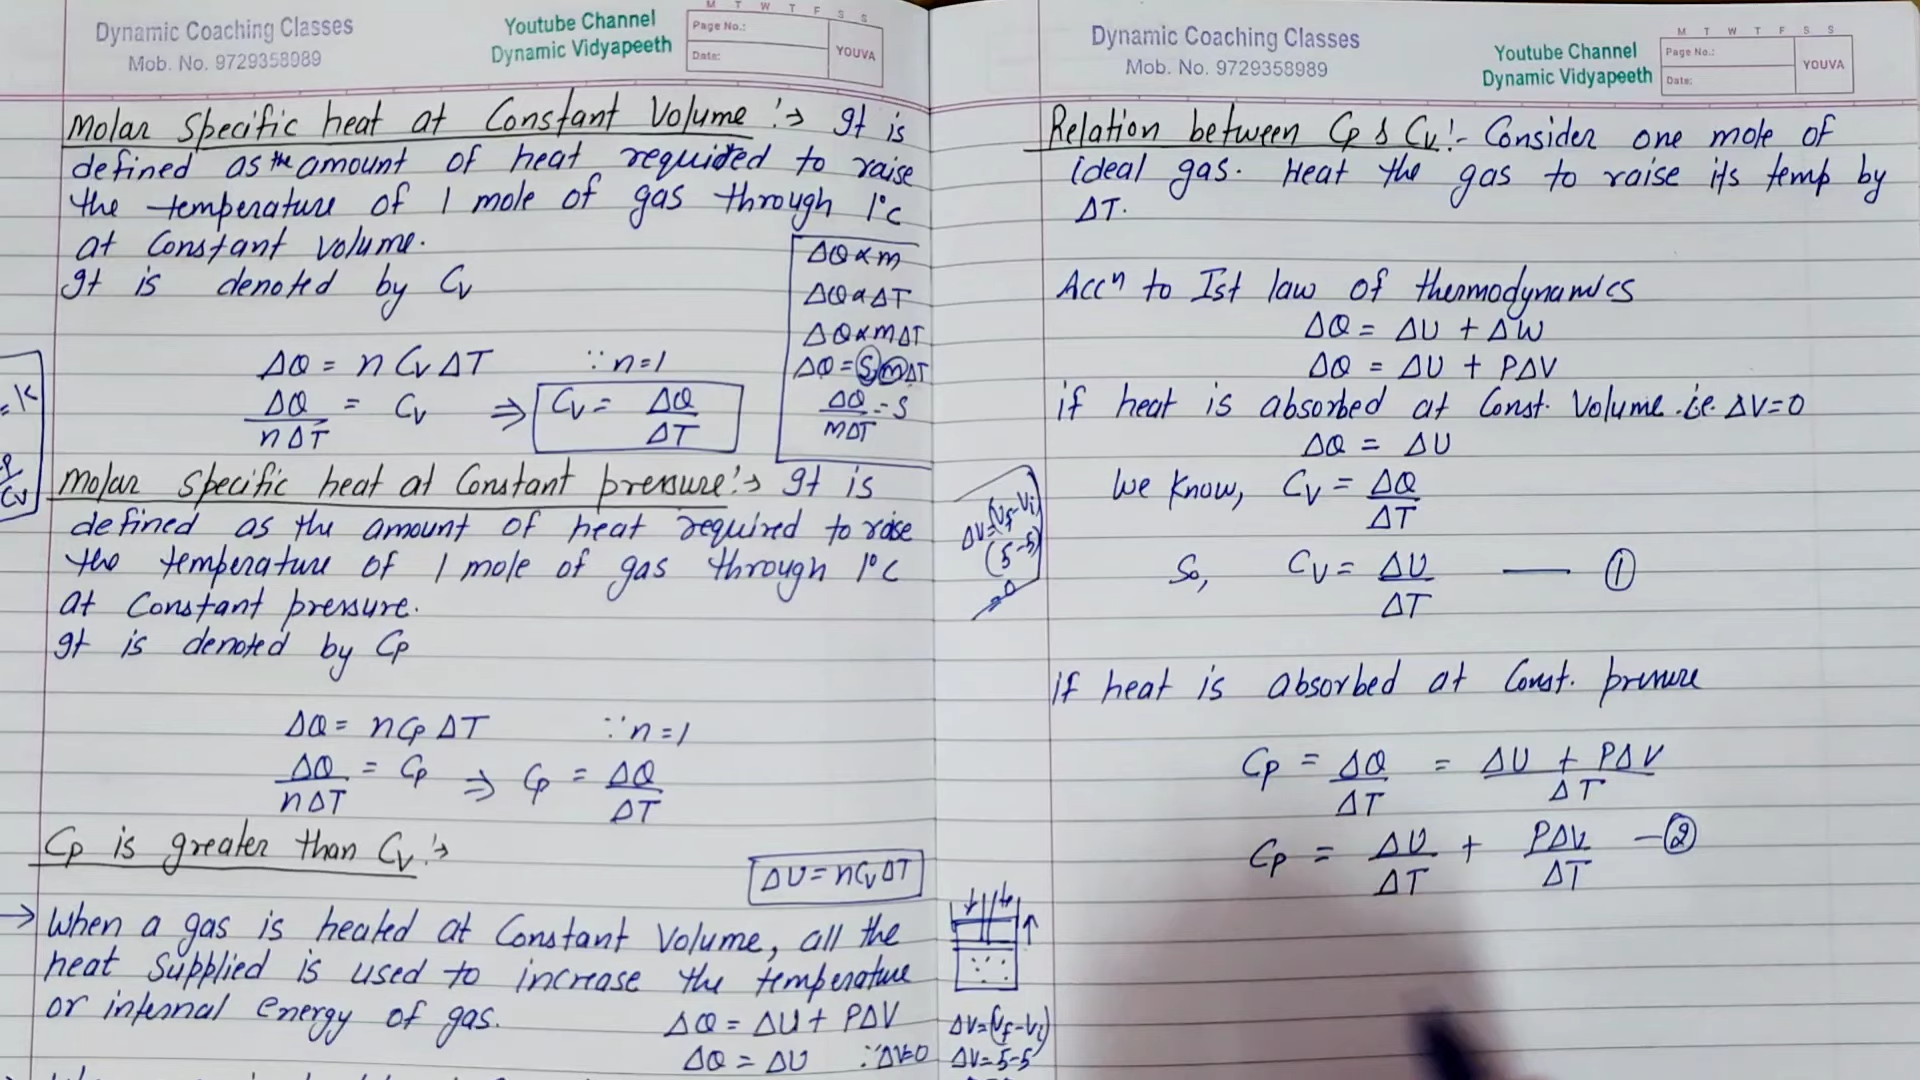 Dynamic Coaching Classes
Mob. No. 9729358989
Youtube Channel
Dynamic Vidyapeeth
M T W T F S S
Page No.:
Date:
YOUVA
Molar Specific heat at Constant Volume :→ It is
defined as the amount of heat required to raise
the temperature of 1 mole of gas through 1°C
at Constant volume.
It is denoted by Cv
ΔQ ∝ m
ΔQ ∝ ΔT
ΔQ ∝ mΔT
ΔQ = SmΔT
ΔQ/mΔT = S
ΔQ = n Cv ΔT ∵ n=1
ΔQ/nΔT = Cv ⇒ Cv = ΔQ/ΔT
= K
Cv
Molar Specific heat at Constant pressure :→ It is
defined as the amount of heat required to raise
the temperature of 1 mole of gas through 1°C
at Constant pressure.
It is denoted by Cp
ΔQ = nCp ΔT ∵ n=1
ΔQ/nΔT = Cp ⇒ Cp = ΔQ/ΔT
Cp is greater than Cv :→
ΔU = nCvΔT
→ When a gas is heated at Constant Volume, all the
heat Supplied is used to increase the temperature
or internal energy of gas.
ΔQ = ΔU + PΔV
ΔQ = ΔU ∵ ΔV=0
Dynamic Coaching Classes
Mob. No. 9729358989
Youtube Channel
Dynamic Vidyapeeth
M T W T F S S
Page No.:
Date:
YOUVA
Relation between Cp & Cv :- Consider one mole of
ideal gas. Heat the gas to raise its temp by
ΔT.
Accⁿ to Ist law of thermodynamics
ΔQ = ΔU + ΔW
ΔQ = ΔU + PΔV
if heat is absorbed at Const. Volume .i.e. ΔV=0
ΔQ = ΔU
We Know, Cv = ΔQ/ΔT
ΔV=(Vf-Vi)
(5-5)
→0
So, Cv = ΔU/ΔT —— ①
if heat is absorbed at Const. pressure
Cp = ΔQ/ΔT = ΔU + PΔV/ΔT
Cp = ΔU/ΔT + PΔV/ΔT —②
ΔV=(Vf-Vi)
ΔV=5-5